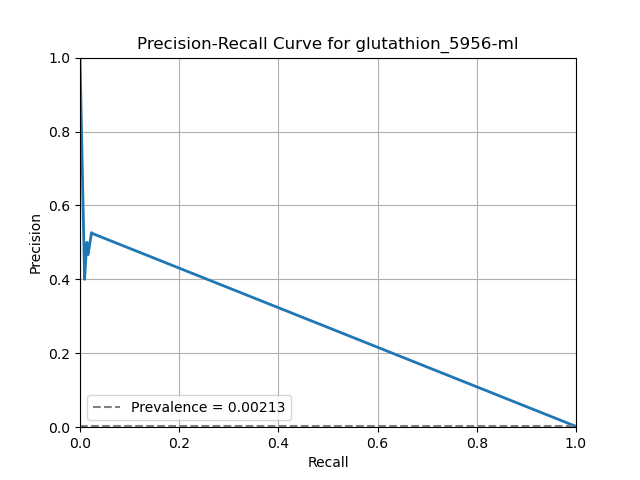 Precision-Recall Curve for glutathion_5956-ml
1.0
0.8
0.6
0.4
0.2
0.0
Precision
Prevalence = 0.00213
0.0 0.2 0.4 0.6 0.8 1.0
Recall